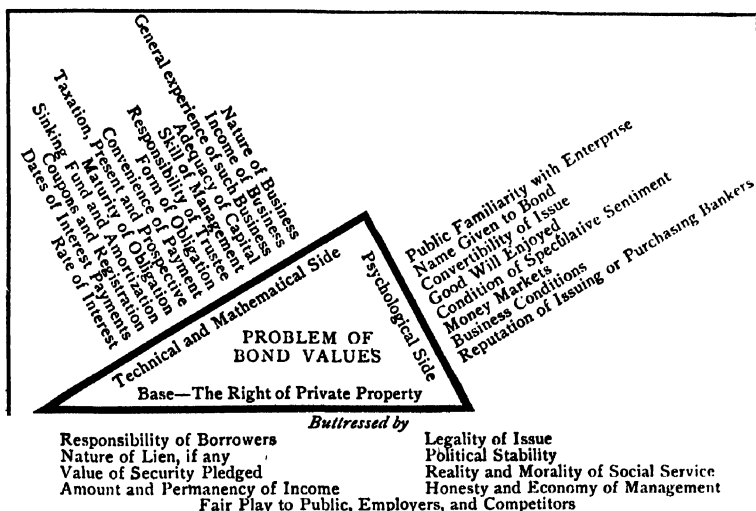 Nature of Business
Income of Business
General experience of such Business
Adequacy of Capital
Skill of Management
Responsibility of Trustee
Form of Obligation
Convenience of Payment
Taxation, Present and Prospective
Maturity of Obligation
Sinking Fund and Amortization
Coupons and Registration
Dates of Interest Payments
Rate of Interest
Public Familiarity with Enterprise
Name Given to Bond
Convertibility of Issue
Good Will Enjoyed
Condition of Speculative Sentiment
Money Markets
Business Conditions
Reputation of Issuing or Purchasing Bankers
Technical and Mathematical Side
Psychological Side
PROBLEM OF
BOND VALUES
Base—The Right of Private Property
Buttressed by
Responsibility of Borrowers
Nature of Lien, if any
Value of Security Pledged
Amount and Permanency of Income
Legality of Issue
Political Stability
Reality and Morality of Social Service
Honesty and Economy of Management
Fair Play to Public, Employers, and Competitors